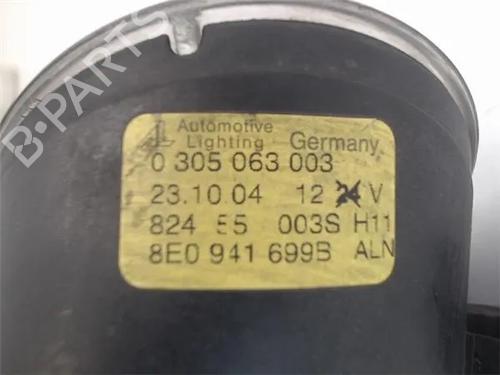 Automotive
Lighting Germany
0 305 063 003
23.10.04 12 24 V
824 55 003S H11
8E0 941 699B ALN
B-PARTS